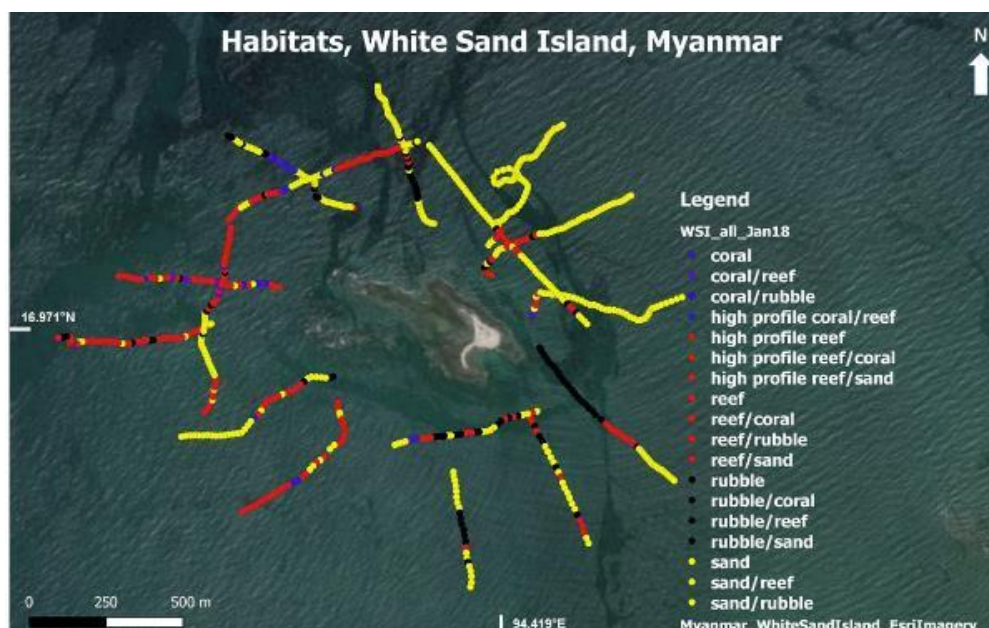 Habitats, White Sand Island, Myanmar
N
Legend
WSI_all_Jan18
coral
coral/reef
coral/rubble
high profile coral/reef
high profile reef
high profile reef/coral
high profile reef/sand
reef
reef/coral
reef/rubble
reef/sand
rubble
rubble/coral
rubble/reef
rubble/sand
sand
sand/reef
sand/rubble
Myanmar_WhiteSandIsland_EsriImagery
16.971°N
0 250 500 m
94.419°E